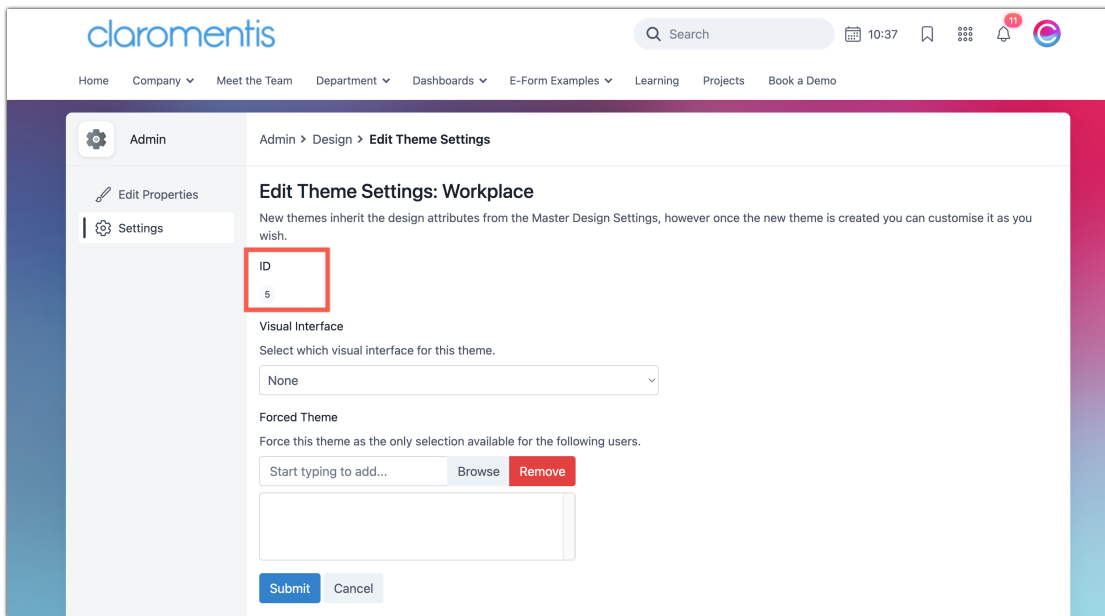 claromentis
Search
10:37
11
Home Company Meet the Team Department Dashboards E-Form Examples Learning Projects Book a Demo
Admin
Admin > Design > Edit Theme Settings
Edit Properties
Settings
Edit Theme Settings: Workplace
New themes inherit the design attributes from the Master Design Settings, however once the new theme is created you can customise it as you
wish.
ID
5
Visual Interface
Select which visual interface for this theme.
None
Forced Theme
Force this theme as the only selection available for the following users.
Start typing to add... Browse Remove
Submit Cancel